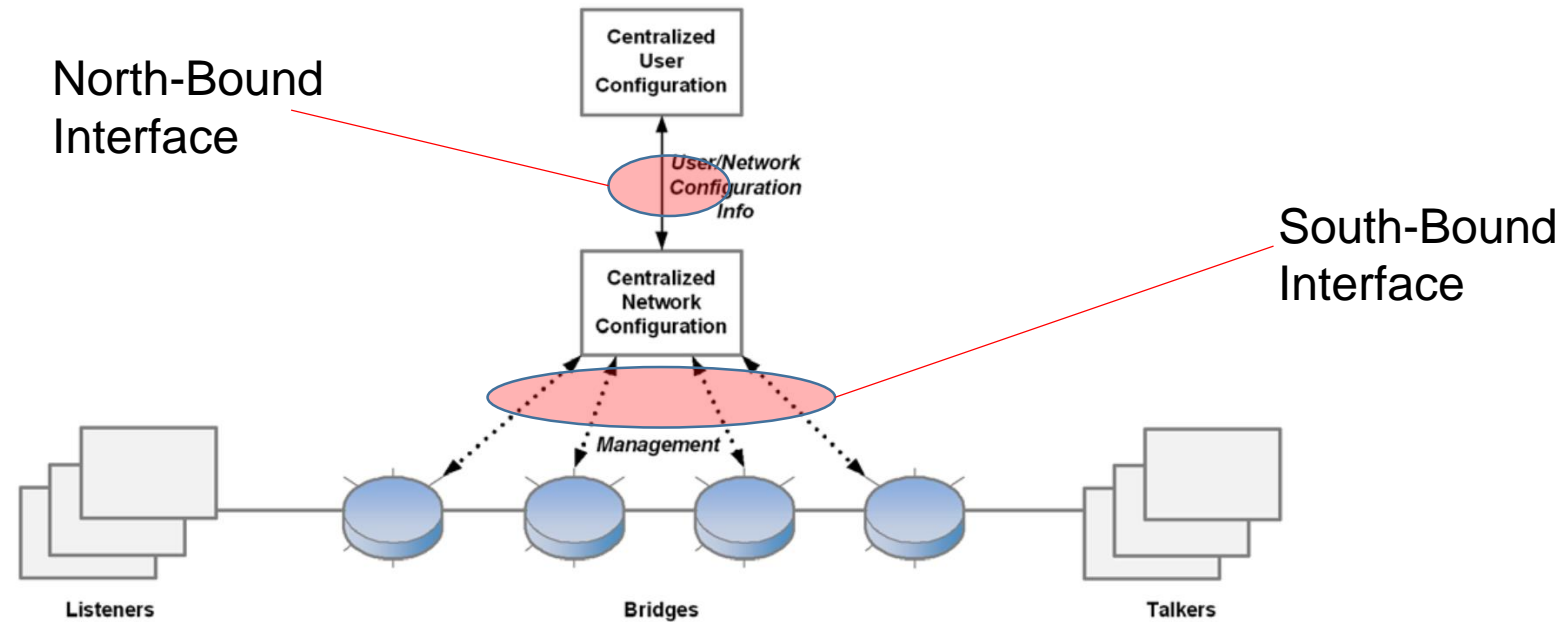 Centralized
User
Configuration
North-Bound
Interface
User/Network
Configuration
Info
South-Bound
Interface
Centralized
Network
Configuration
Management
Listeners
Bridges
Talkers